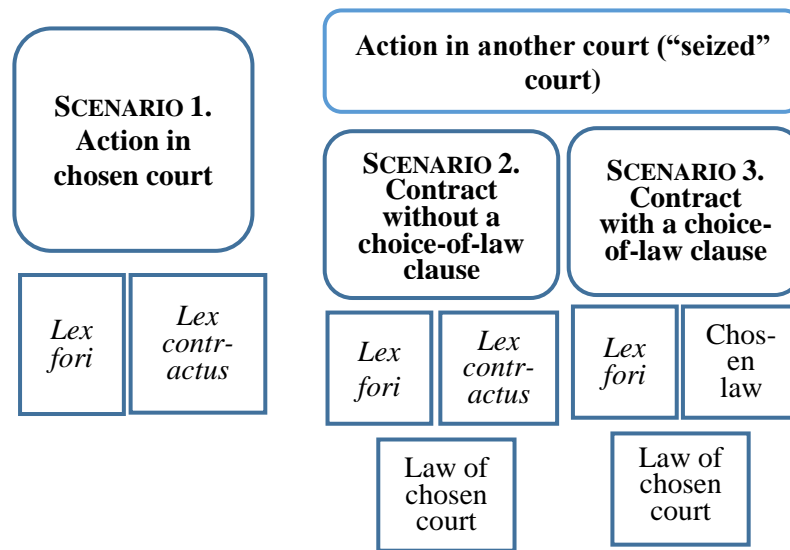 SCENARIO 1.
Action in
chosen court
Lex
fori
Lex
contr-
actus
Action in another court (“seized”
court)
SCENARIO 2.
Contract
without a
choice-of-law
clause
SCENARIO 3.
Contract
with a choice-
of-law clause
Lex
fori
Lex
contr-
actus
Lex
fori
Chos-
en
law
Law of
chosen
court
Law of
chosen
court